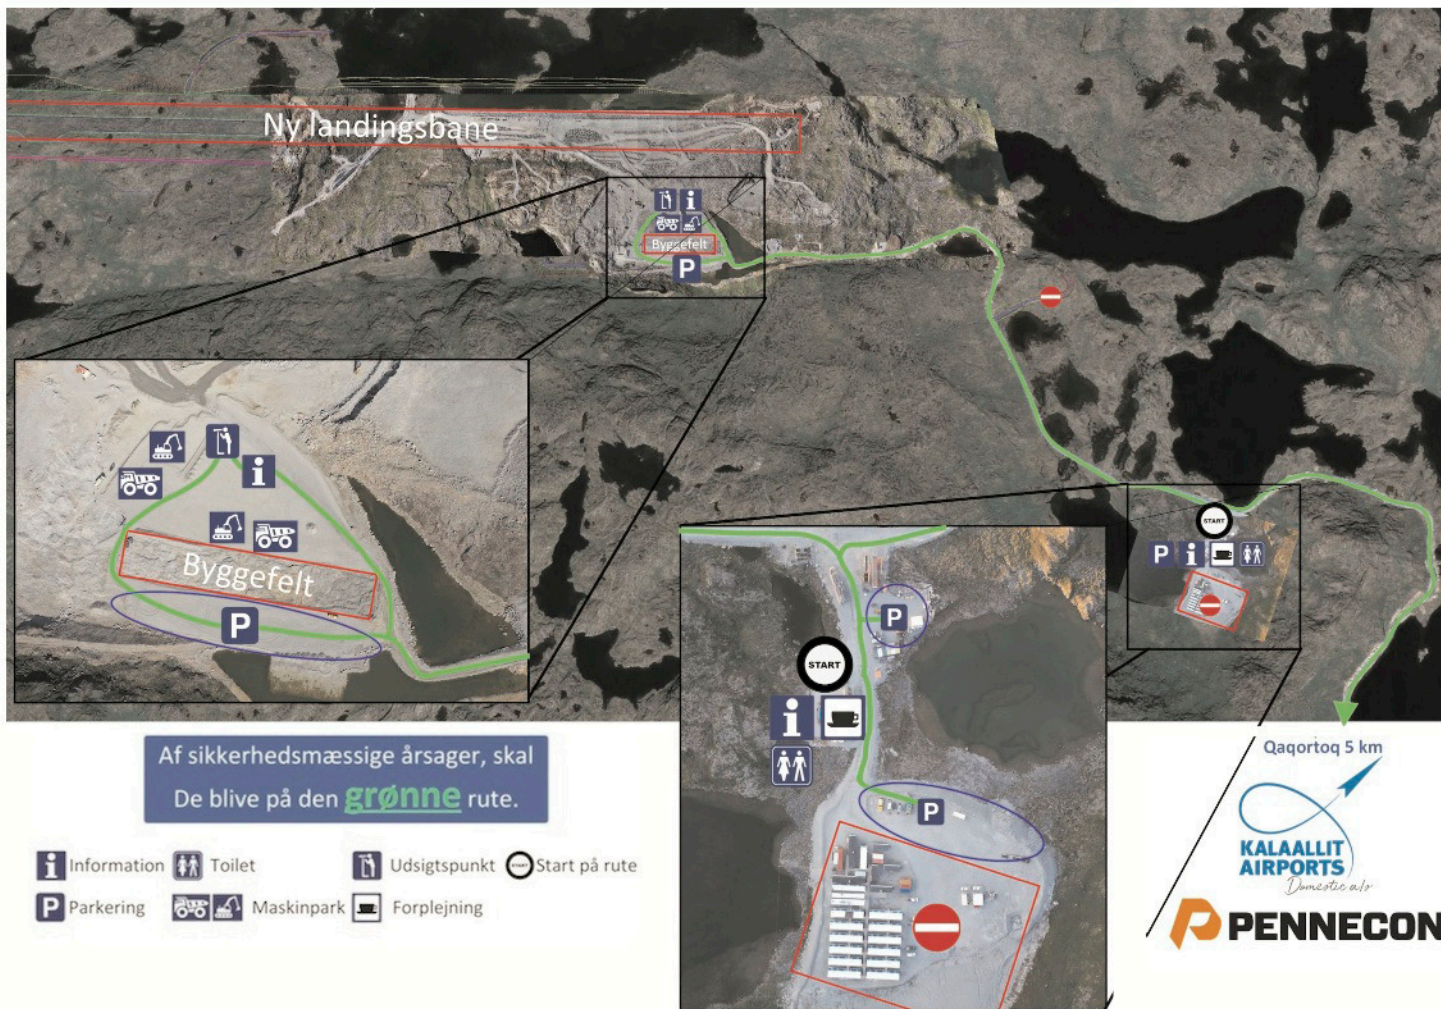 Ny landingsbane
Byggefelt
P
Byggefelt
P
START
P
START
P
P
Qaqortoq 5 km
KALAALLIT
AIRPORTS
Domestic a/s
PENNECON
Af sikkerhedsmæssige årsager, skal
De blive på den grønne rute.
Information
Toilet
Udsigtspunkt
START
Start på rute
P
Parkering
Maskinpark
Forplejning